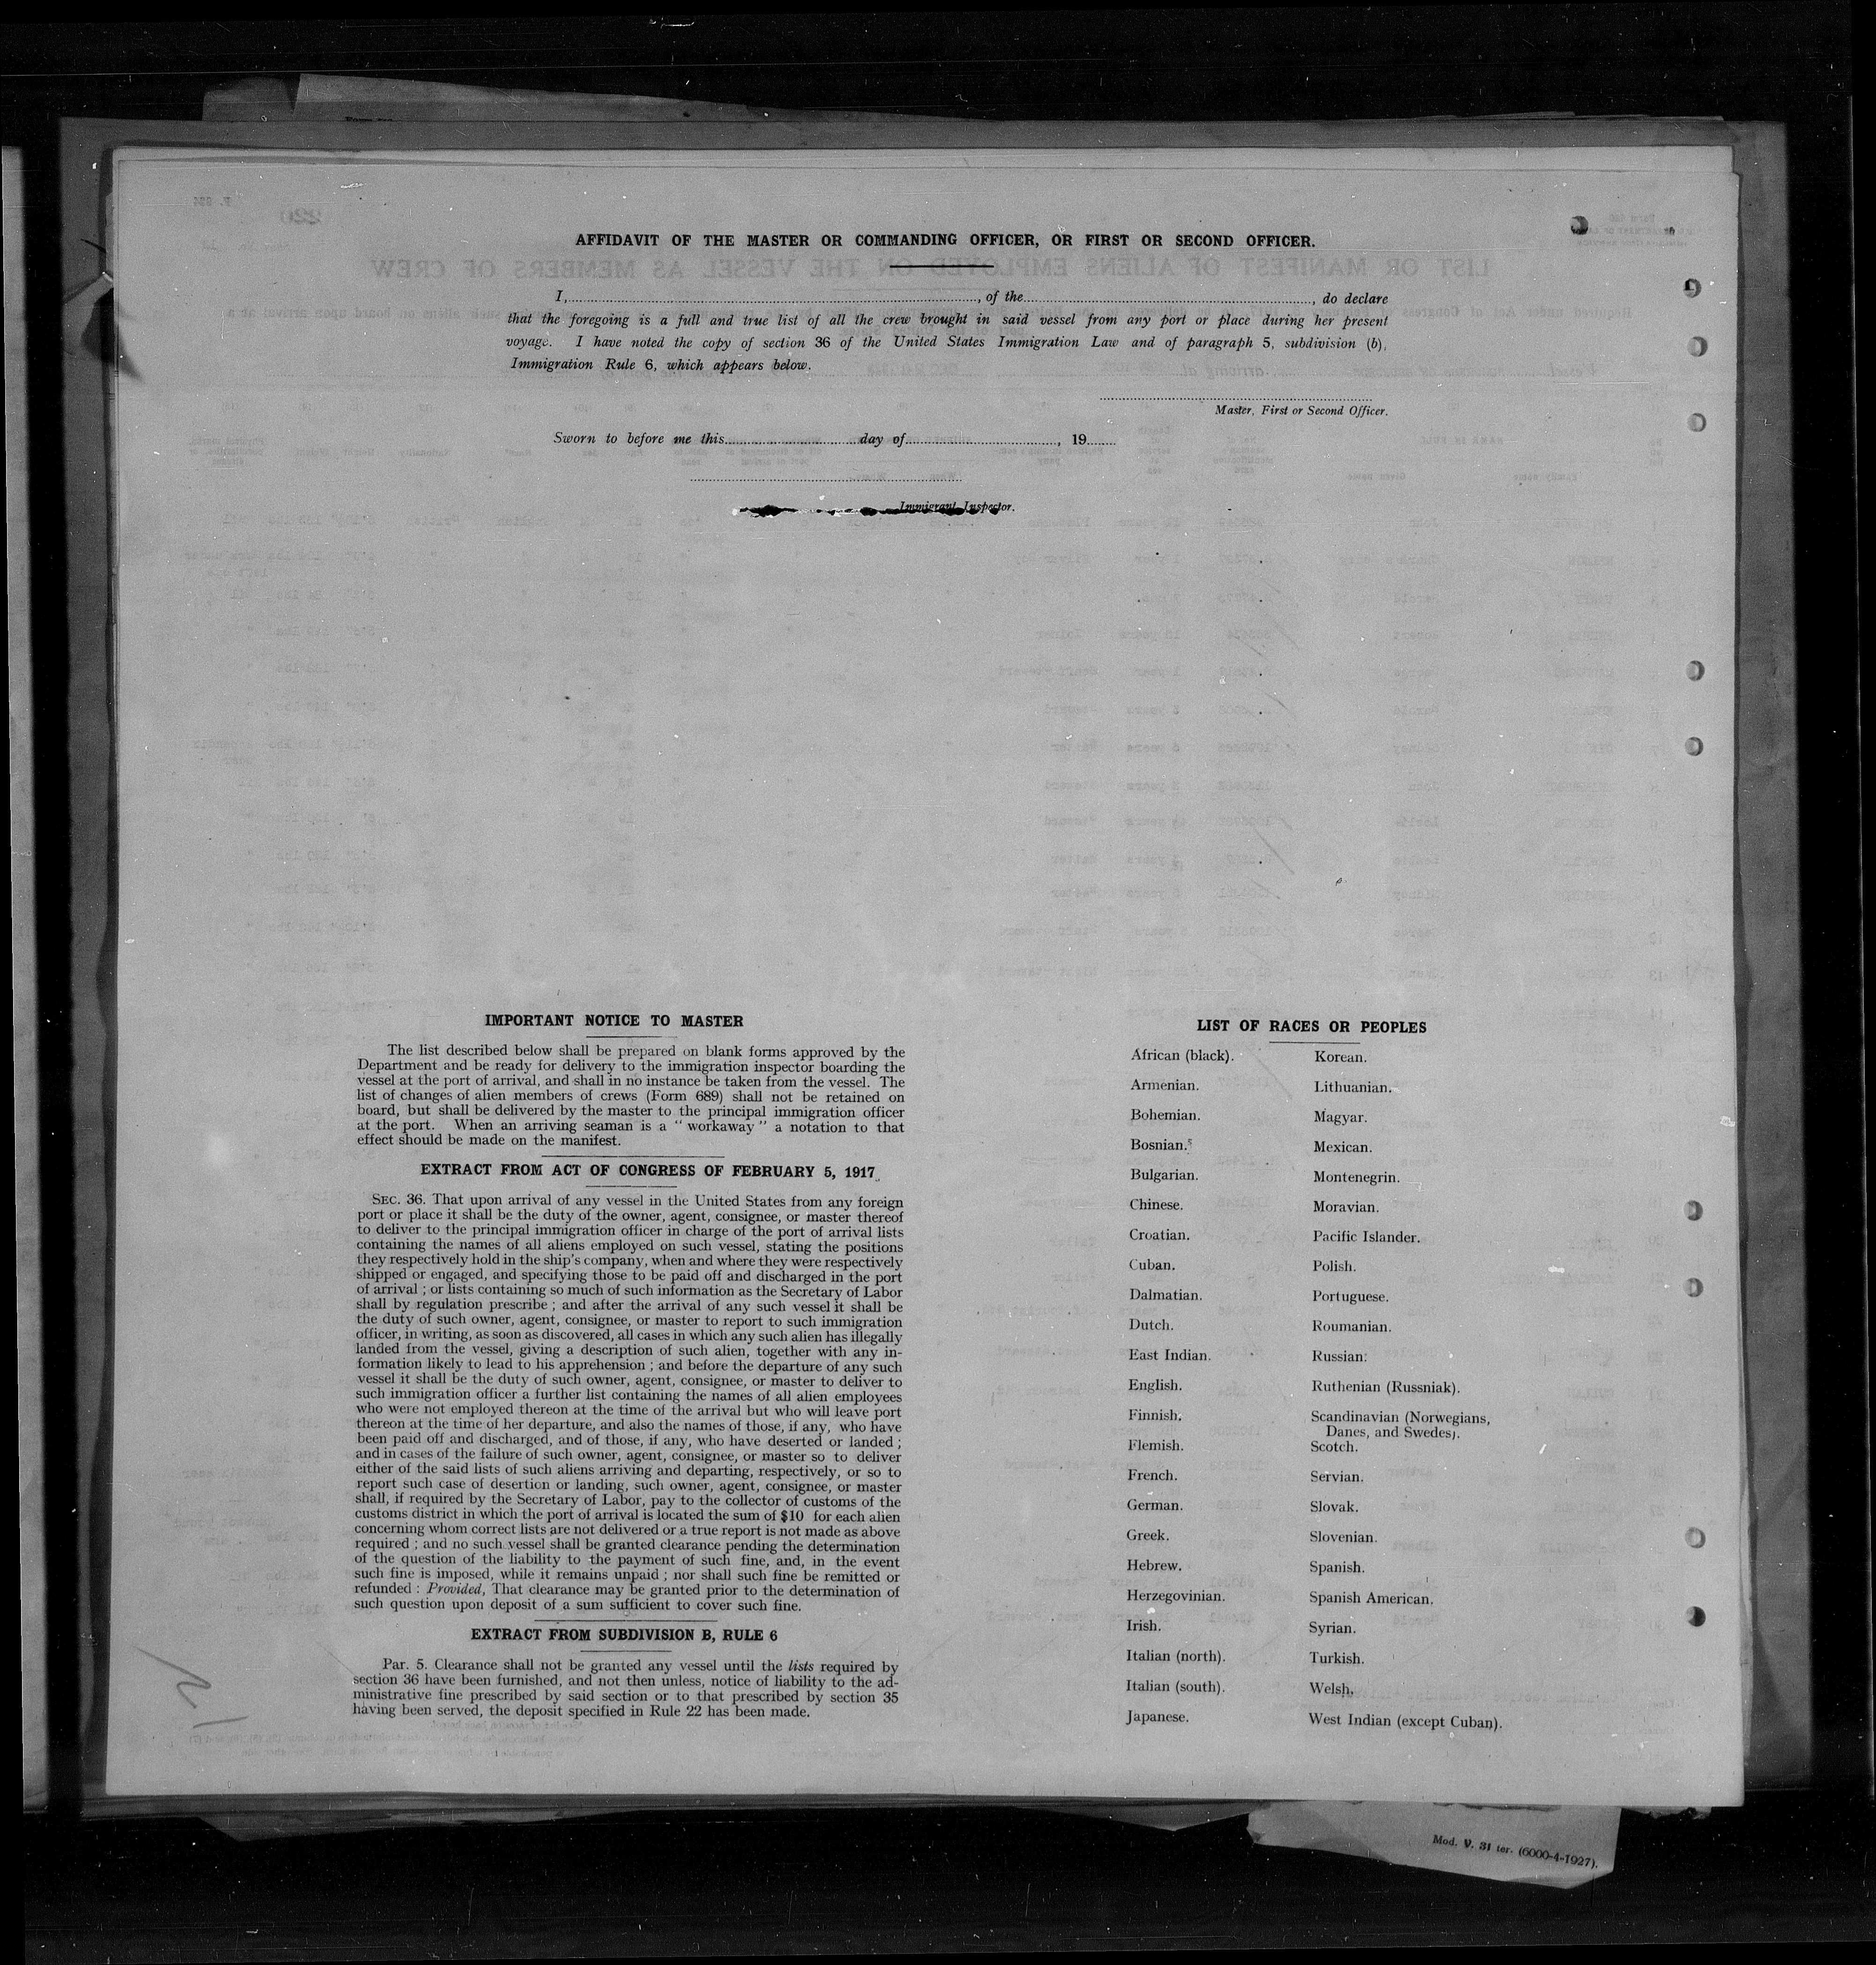 AFFIDAVIT OF THE MASTER OR COMMANDING OFFICER, OR FIRST OR SECOND OFFICER.
I,........................, of the........................, do declare
that the foregoing is a full and true list of all the crew brought in said vessel from any port or place during her present
voyage. I have noted the copy of section 36 of the United States Immigration Law and of paragraph 5, subdivision (b),
Immigration Rule 6, which appears below.
Master, First or Second Officer.
Sworn to before me this................day of................, 19......
Immigrant Inspector.
IMPORTANT NOTICE TO MASTER
The list described below shall be prepared on blank forms approved by the
Department and be ready for delivery to the immigration inspector boarding the
vessel at the port of arrival, and shall in no instance be taken from the vessel. The
list of changes of alien members of crews (Form 689) shall not be retained on
board, but shall be delivered by the master to the principal immigration officer
at the port. When an arriving seaman is a " workaway " a notation to that
effect should be made on the manifest.
EXTRACT FROM ACT OF CONGRESS OF FEBRUARY 5, 1917
SEC. 36. That upon arrival of any vessel in the United States from any foreign
port or place it shall be the duty of the owner, agent, consignee, or master thereof
to deliver to the principal immigration officer in charge of the port of arrival lists
containing the names of all aliens employed on such vessel, stating the positions
they respectively hold in the ship's company, when and where they were respectively
shipped or engaged, and specifying those to be paid off and discharged in the port
of arrival ; or lists containing so much of such information as the Secretary of Labor
shall by regulation prescribe ; and after the arrival of any such vessel it shall be
the duty of such owner, agent, consignee, or master to report to such immigration
officer, in writing, as soon as discovered, all cases in which any such alien has illegally
landed from the vessel, giving a description of such alien, together with any in-
formation likely to lead to his apprehension ; and before the departure of any such
vessel it shall be the duty of such owner, agent, consignee, or master to deliver to
such immigration officer a further list containing the names of all alien employees
who were not employed thereon at the time of the arrival but who will leave port
thereon at the time of her departure, and also the names of those, if any, who have
been paid off and discharged, and of those, if any, who have deserted or landed ;
and in cases of the failure of such owner, agent, consignee, or master so to deliver
either of the said lists of such aliens arriving and departing, respectively, or so to
report such case of desertion or landing, such owner, agent, consignee, or master
shall, if required by the Secretary of Labor, pay to the collector of customs of the
customs district in which the port of arrival is located the sum of $10 for each alien
concerning whom correct lists are not delivered or a true report is not made as above
required ; and no such vessel shall be granted clearance pending the determination
of the question of the liability to the payment of such fine, and, in the event
such fine is imposed, while it remains unpaid ; nor shall such fine be remitted or
refunded : Provided, That clearance may be granted prior to the determination of
such question upon deposit of a sum sufficient to cover such fine.
EXTRACT FROM SUBDIVISION B, RULE 6
Par. 5. Clearance shall not be granted any vessel until the lists required by
section 36 have been furnished, and not then unless, notice of liability to the ad-
ministrative fine prescribed by said section or to that prescribed by section 35
having been served, the deposit specified in Rule 22 has been made.
LIST OF RACES OR PEOPLES
African (black).
Armenian.
Bohemian.
Bosnian.
Bulgarian.
Chinese.
Croatian.
Cuban.
Dalmatian.
Dutch.
East Indian.
English.
Finnish.
Flemish.
French.
German.
Greek.
Hebrew.
Herzegovinian.
Irish.
Italian (north).
Italian (south).
Japanese.
Korean.
Lithuanian.
Magyar.
Mexican.
Montenegrin.
Moravian.
Pacific Islander.
Polish.
Portuguese.
Roumanian.
Russian.
Ruthenian (Russniak).
Scandinavian (Norwegians,
Danes, and Swedes).
Scotch.
Servian.
Slovak.
Slovenian.
Spanish.
Spanish American.
Syrian.
Turkish.
Welsh.
West Indian (except Cuban).
Mod. V. 31 ter. (6000-4-1927).